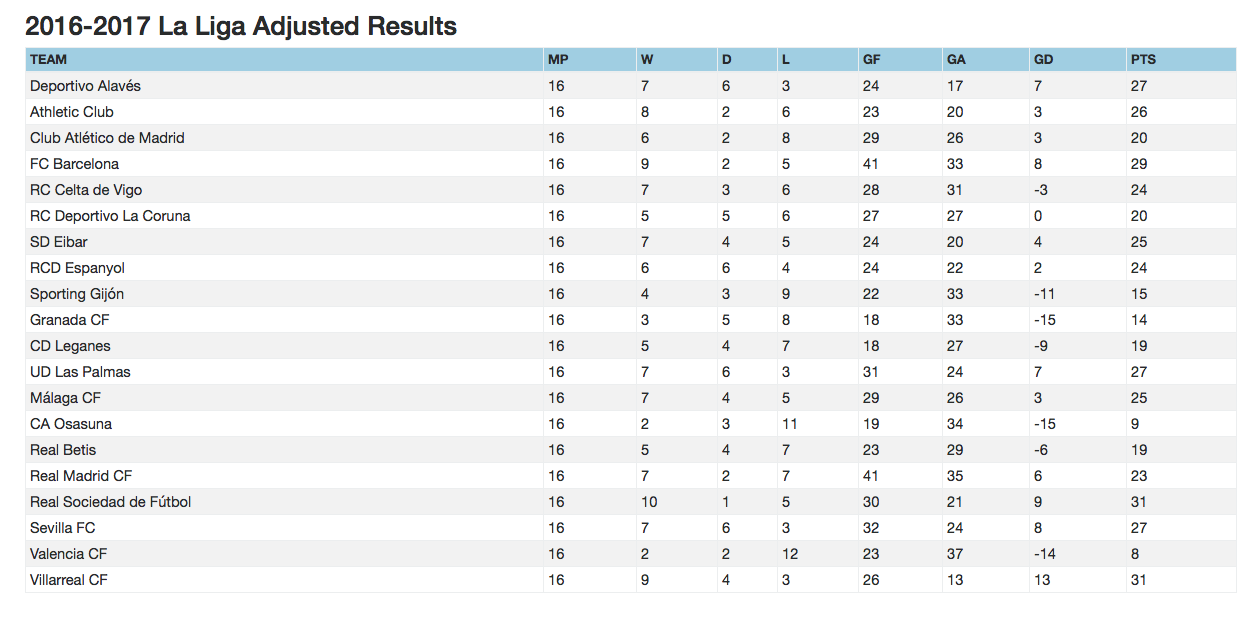 2016-2017 La Liga Adjusted Results
TEAM MP W D L GF GA GD PTS
Deportivo Alavés 16 7 6 3 24 17 7 27
Athletic Club 16 8 2 6 23 20 3 26
Club Atlético de Madrid 16 6 2 8 29 26 3 20
FC Barcelona 16 9 2 5 41 33 8 29
RC Celta de Vigo 16 7 3 6 28 31 -3 24
RC Deportivo La Coruna 16 5 5 6 27 27 0 20
SD Eibar 16 7 4 5 24 20 4 25
RCD Espanyol 16 6 6 4 24 22 2 24
Sporting Gijón 16 4 3 9 22 33 -11 15
Granada CF 16 3 5 8 18 33 -15 14
CD Leganes 16 5 4 7 18 27 -9 19
UD Las Palmas 16 7 6 3 31 24 7 27
Málaga CF 16 7 4 5 29 26 3 25
CA Osasuna 16 2 3 11 19 34 -15 9
Real Betis 16 5 4 7 23 29 -6 19
Real Madrid CF 16 7 2 7 41 35 6 23
Real Sociedad de Fútbol 16 10 1 5 30 21 9 31
Sevilla FC 16 7 6 3 32 24 8 27
Valencia CF 16 2 2 12 23 37 -14 8
Villarreal CF 16 9 4 3 26 13 13 31